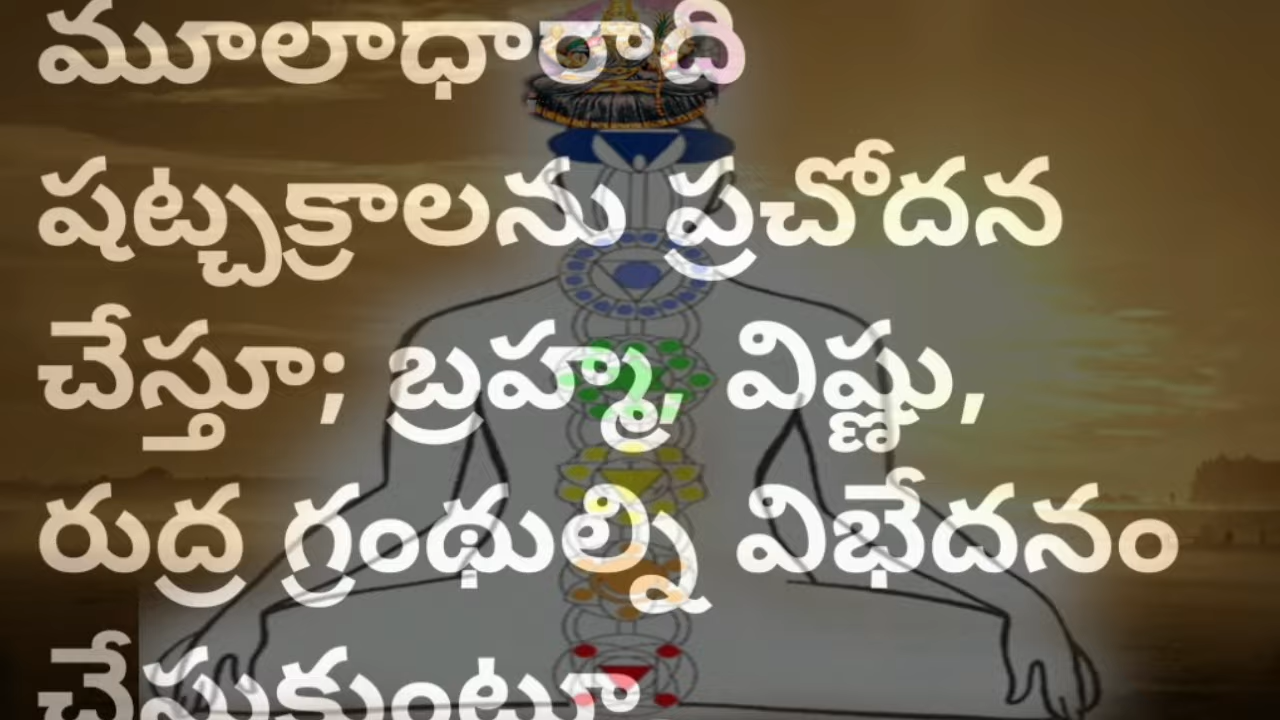 మూలాధారాది
షట్చక్రాలను ప్రచోదన
చేస్తూ; బ్రహ్మ, విష్ణు,
రుద్ర గ్రంథుల్ని విభేదనం
చేసుకుంటూ